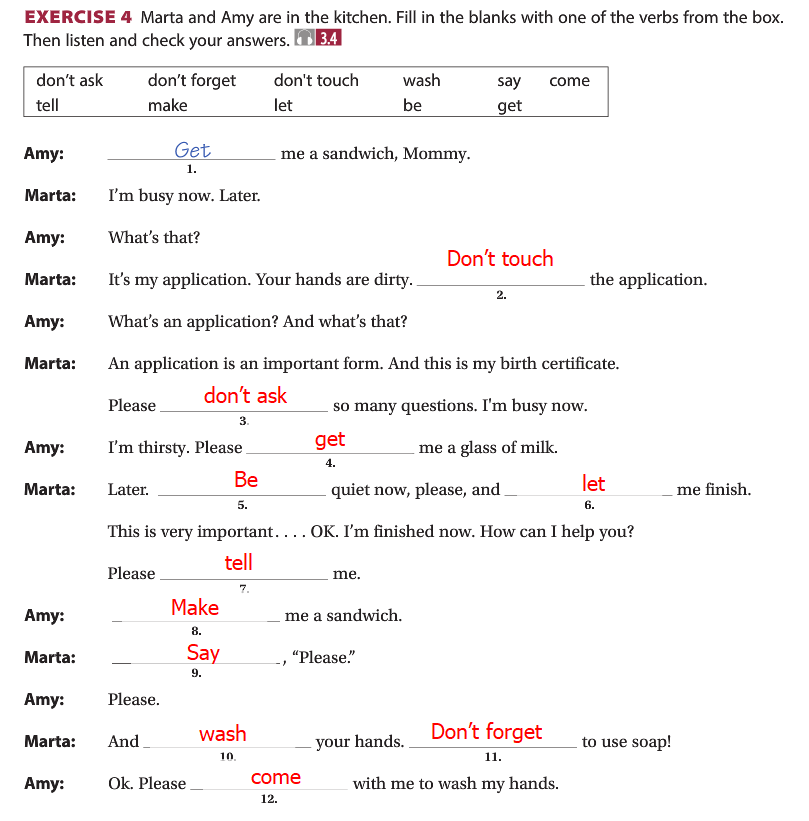 EXERCISE 4 Marta and Amy are in the kitchen. Fill in the blanks with one of the verbs from the box.
Then listen and check your answers. 3.4
don't ask don't forget don't touch wash say come
tell make let be get
Amy: Get me a sandwich, Mommy.
1.
Marta: I'm busy now. Later.
Amy: What's that?
Marta: It's my application. Your hands are dirty. Don't touch the application.
2.
Amy: What's an application? And what's that?
Marta: An application is an important form. And this is my birth certificate.
Please don't ask so many questions. I'm busy now.
3.
Amy: I'm thirsty. Please get me a glass of milk.
4.
Marta: Later. Be quiet now, please, and let me finish.
5. 6.
This is very important. . . . OK. I'm finished now. How can I help you?
Please tell me.
7.
Amy: Make me a sandwich.
8.
Marta: Say, "Please."
9.
Amy: Please.
Marta: And wash your hands. Don't forget to use soap!
10. 11.
Amy: Ok. Please come with me to wash my hands.
12.